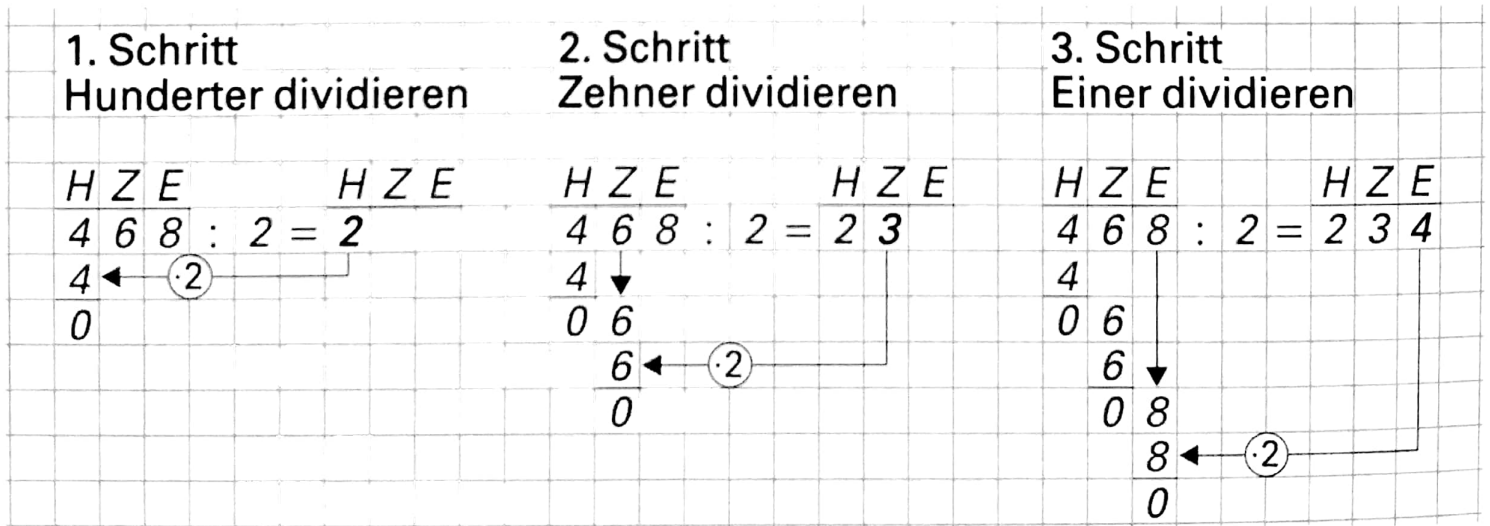 1. Schritt
Hunderter dividieren
H Z E H Z E
4 6 8 : 2 = 2
4 ·2
0
2. Schritt
Zehner dividieren
H Z E H Z E
4 6 8 : 2 = 2 3
4
0 6
6 ·2
0
3. Schritt
Einer dividieren
H Z E H Z E
4 6 8 : 2 = 2 3 4
4
0 6
6
0 8
8 ·2
0